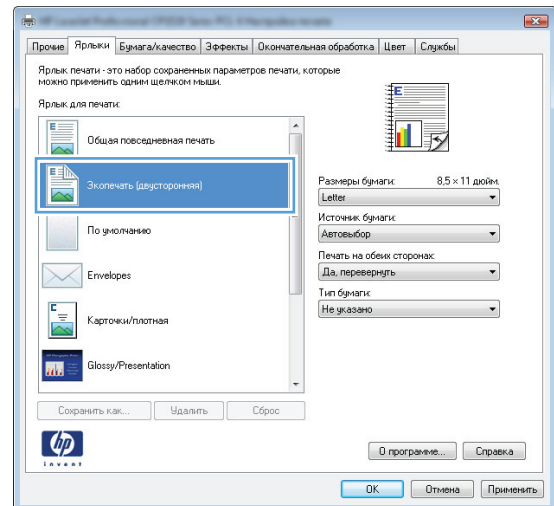 Прочие Ярлыки Бумага/качество Эффекты Окончательная обработка Цвет Службы
Ярлык печати - это набор сохраненных параметров печати, которые
можно применить одним щелчком мыши.
Ярлык для печати:
Общая повседневная печать
Экопечать (двусторонняя)
По умолчанию
Envelopes
Карточки/плотная
Glossy/Presentation
Размеры бумаги: 8,5 × 11 дюйм.
Letter
Источник бумаги:
Автовыбор
Печать на обеих сторонах:
Да, перевернуть
Тип бумаги:
Не указано
Сохранить как... Удалить Сброс
hp
invent
О программе... Справка
OK Отмена Применить